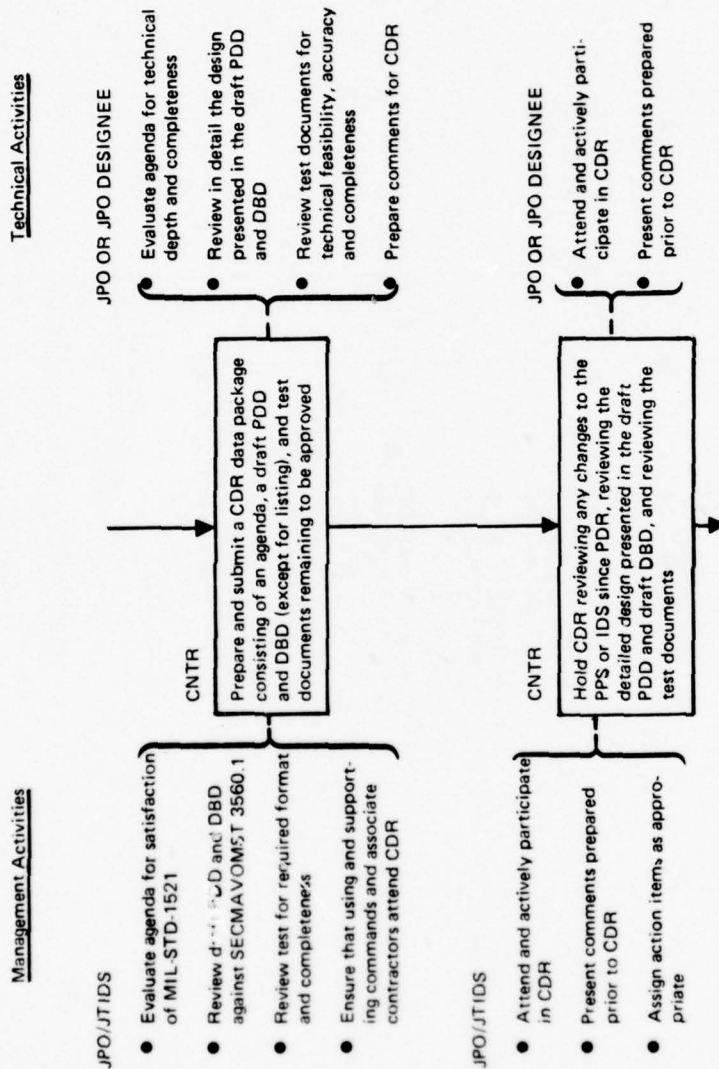 Management Activities
Technical Activities
JPO/JTIDS
● Evaluate agenda for satisfaction
of MIL-STD-1521
● Review PDD and DBD
against SECMAVOMST 3560.1
● Review test for required format
and completeness
● Ensure that using and support-
ing commands and associate
contractors attend CDR
CNTR
Prepare and submit a CDR data package
consisting of an agenda, a draft PDD
and DBD (except for listing), and test
documents remaining to be approved
JPO OR JPO DESIGNEE
● Evaluate agenda for technical
depth and completeness
● Review in detail the design
presented in the draft PDD
and DBD
● Review test documents for
technical feasibility, accuracy
and completeness
● Prepare comments for CDR
JPO/JTIDS
● Attend and actively participate
in CDR
● Present comments prepared
prior to CDR
● Assign action items as appro-
priate
CNTR
Hold CDR reviewing any changes to the
PPS or IDS since PDR, reviewing the
detailed design presented in the draft
PDD and draft DBD, and reviewing the
test documents
JPO OR JPO DESIGNEE
● Attend and actively parti-
cipate in CDR
● Present comments prepared
prior to CDR